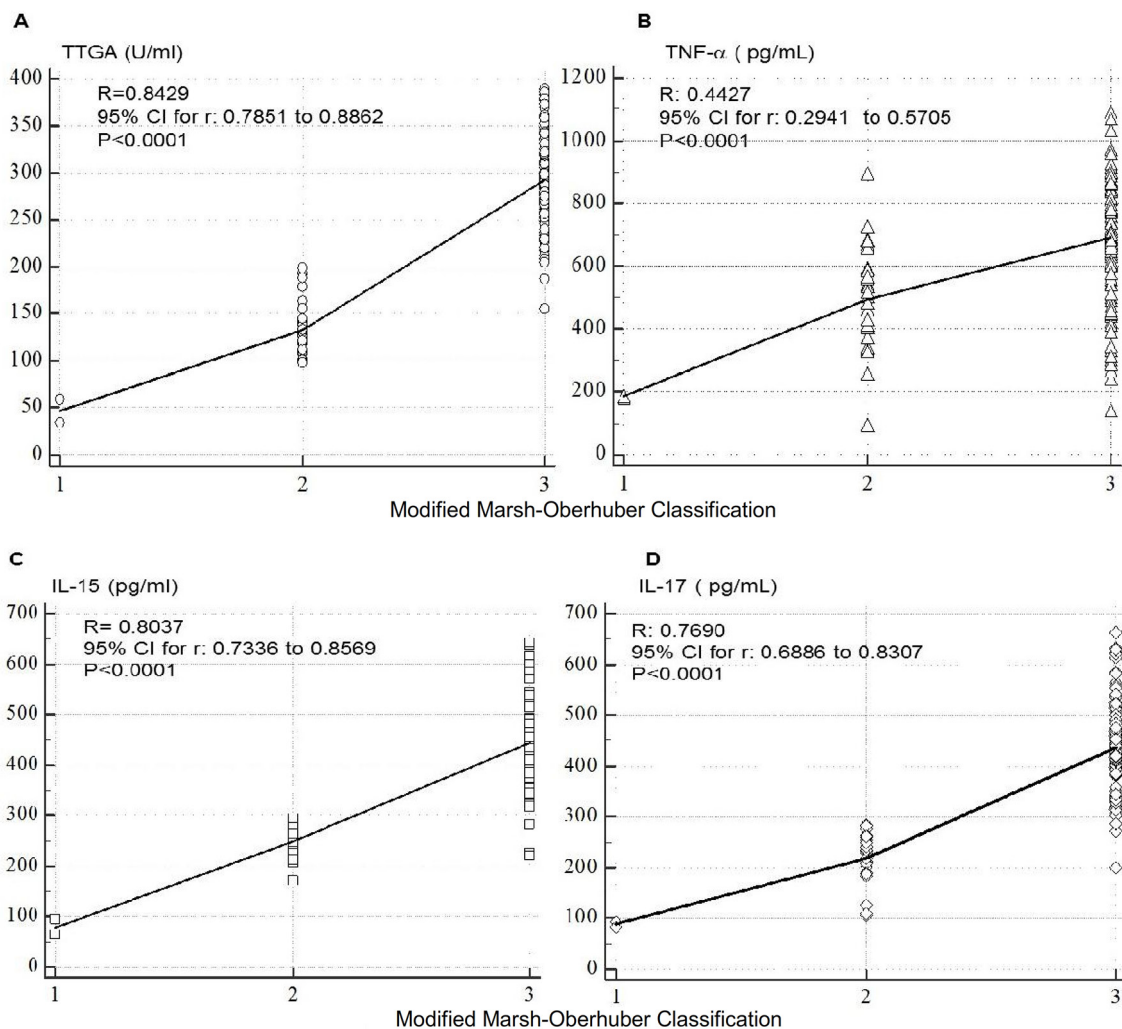 A
TTGA (U/ml)
R=0.8429
95% CI for r: 0.7851 to 0.8862
P<0.0001
400
350
300
250
200
150
100
50
0
1
2
3
B
TNF-α ( pg/mL)
R: 0.4427
95% CI for r: 0.2941 to 0.5705
P<0.0001
1200
1000
800
600
400
200
0
1
2
3
Modified Marsh-Oberhuber Classification
C
IL-15 (pg/ml)
R= 0.8037
95% CI for r: 0.7336 to 0.8569
P<0.0001
700
600
500
400
300
200
100
0
1
2
3
D
IL-17 ( pg/mL)
R: 0.7690
95% CI for r: 0.6886 to 0.8307
P<0.0001
700
600
500
400
300
200
100
0
1
2
3
Modified Marsh-Oberhuber Classification